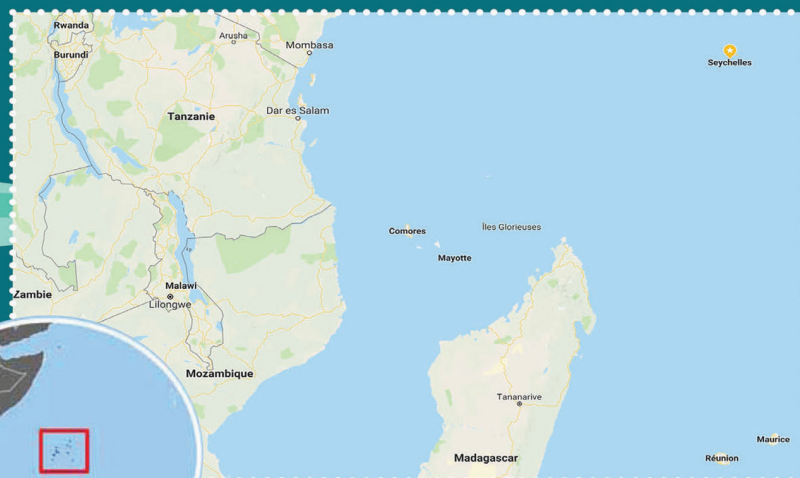 Rwanda
Arusha
Mombasa
Burundi
Seychelles
Dar es Salam
Tanzanie
Comores
Îles Glorieuses
Mayotte
Malawi
Zambie
Lilongwe
Mozambique
Tananarive
Maurice
Madagascar
Réunion